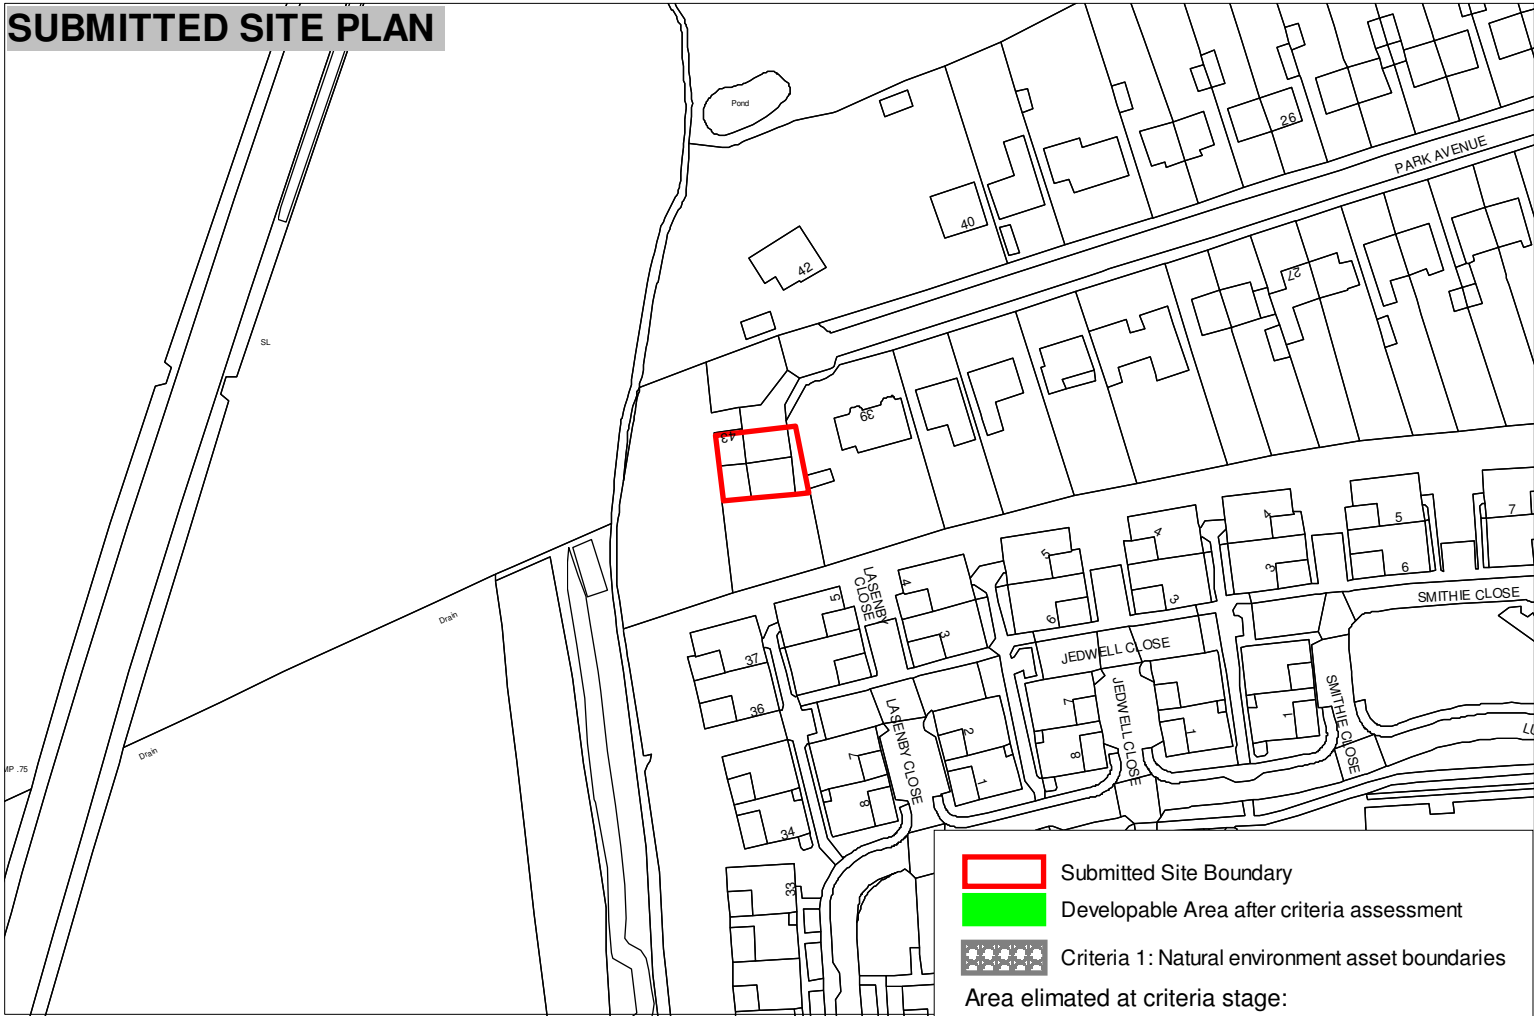 SUBMITTED SITE PLAN
Pond
26
PARK AVENUE
40
42
27
SL
39
43
5
7
4
4
5
4
6
SMITHIE CLOSE
LASENBY
CLOSE
5
4
3
3
3
6
Drain
37
JEDWELL CLOSE
36
LASENBY CLOSE
JEDWELL CLOSE
SMITHIE CLOSE
7
2
7
1
1
Drain
MP .75
8
1
8
34
33
Submitted Site Boundary
Developable Area after criteria assessment
Criteria 1: Natural environment asset boundaries
Area elimated at criteria stage: